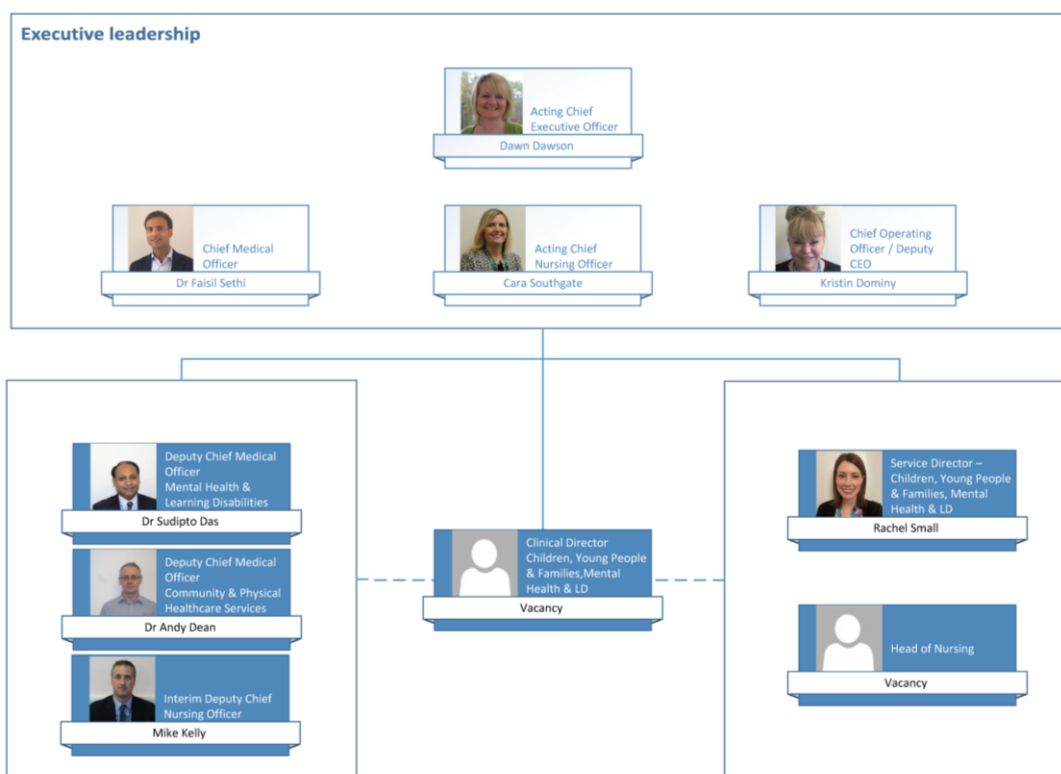 Executive leadership
Acting Chief
Executive Officer
Dawn Dawson
Chief Medical
Officer
Dr Faisil Sethi
Acting Chief
Nursing Officer
Cara Southgate
Chief Operating
Officer / Deputy
CEO
Kristin Dominy
Deputy Chief Medical
Officer
Mental Health &
Learning Disabilities
Dr Sudipto Das
Deputy Chief Medical
Officer
Community & Physical
Healthcare Services
Dr Andy Dean
Interim Deputy Chief
Nursing Officer
Mike Kelly
Clinical Director
Children, Young People
& Families,Mental
Health & LD
Vacancy
Service Director –
Children, Young People
& Families, Mental
Health & LD
Rachel Small
Head of Nursing
Vacancy